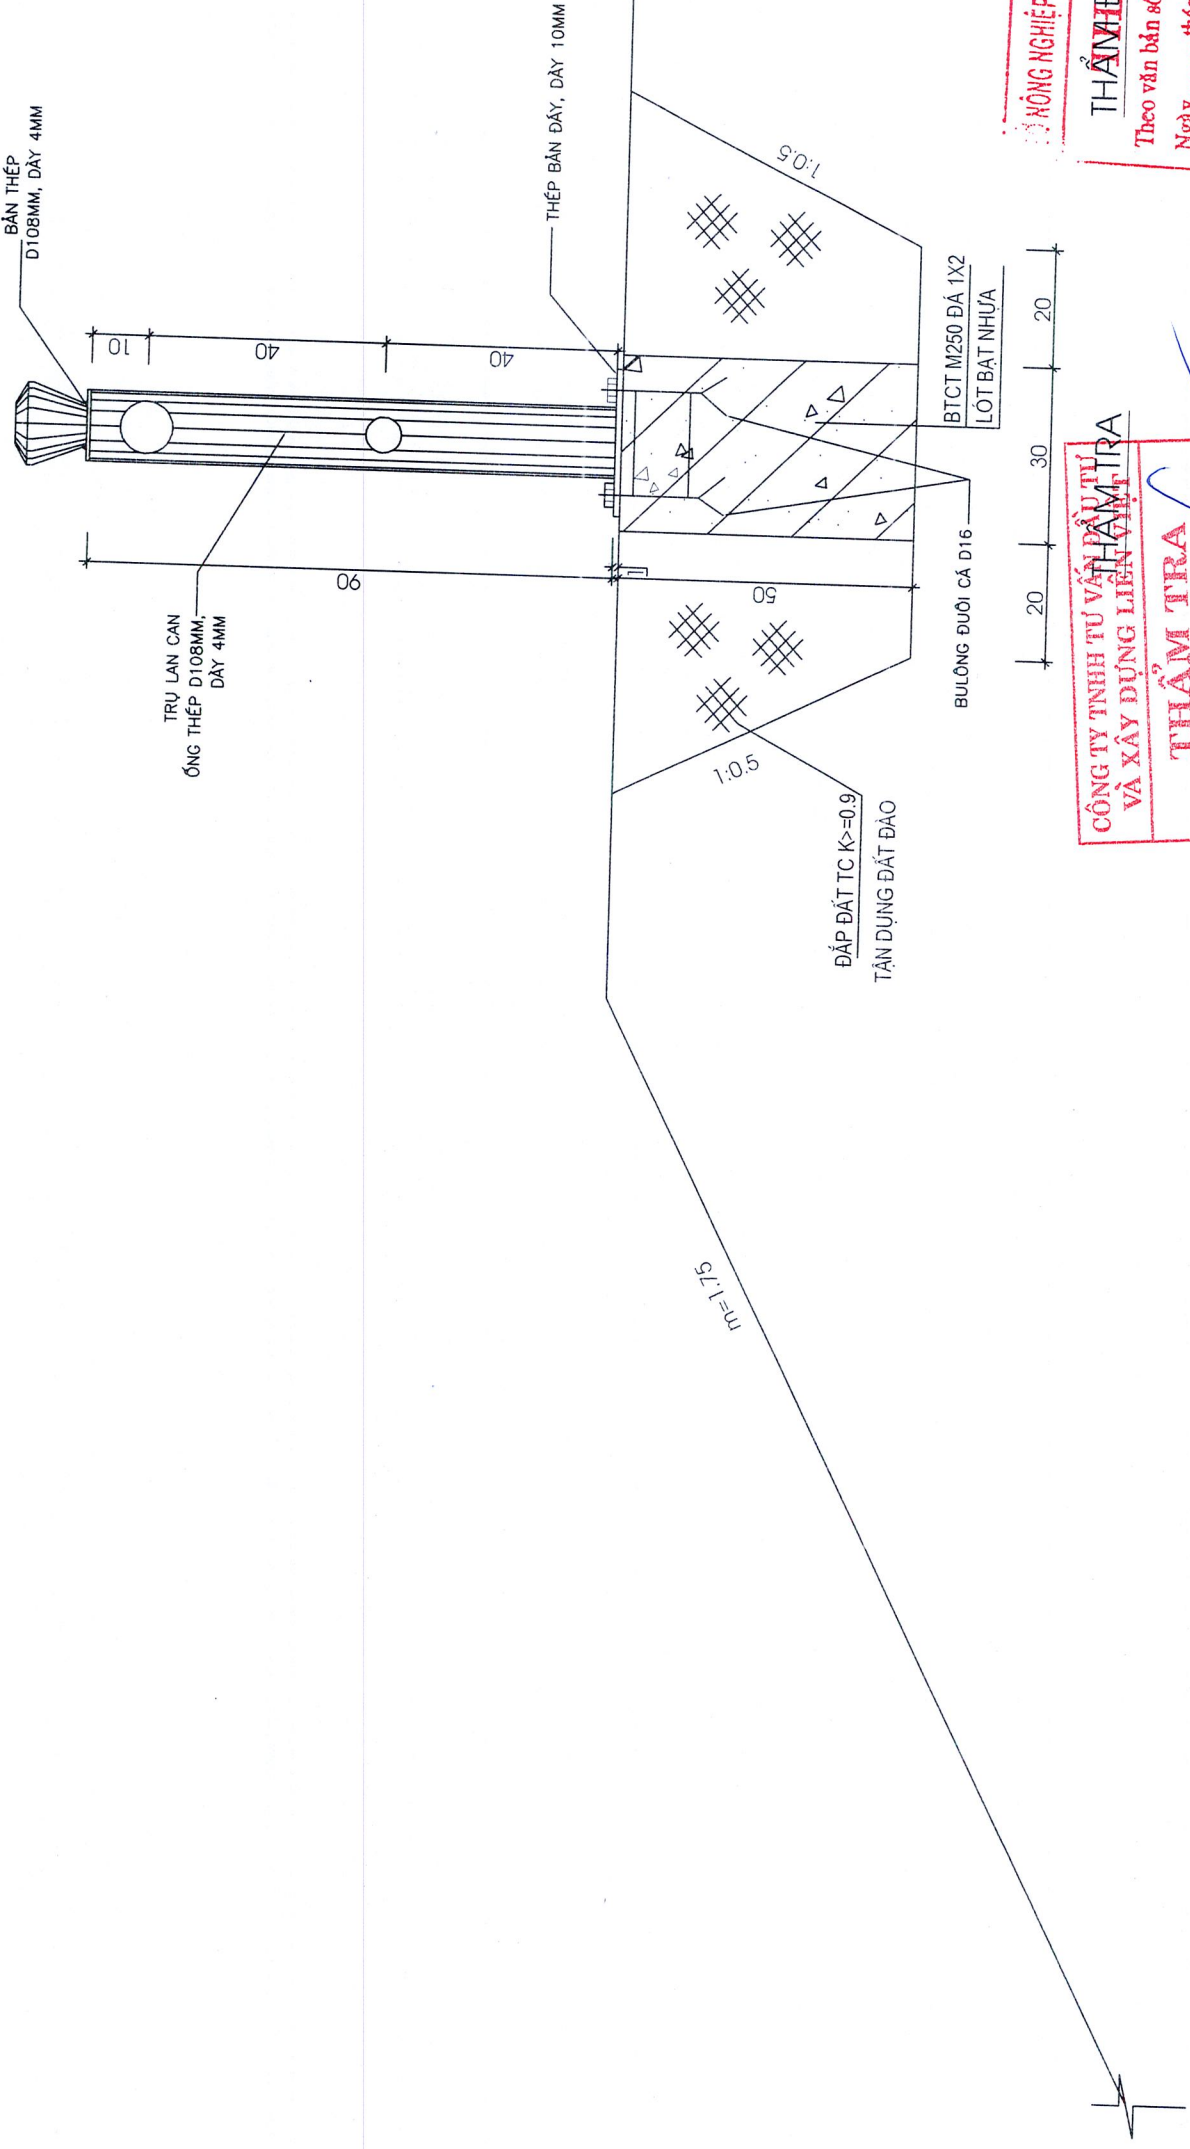 BẢN THÉP
D108MM, DÀY 4MM
THÉP BẢN ĐÁY, DÀY 10MM
10
40
40
90
TRỤ LAN CAN
ỐNG THÉP D108MM,
DÀY 4MM
1
50
1:0.5
1:0.5
BTCT M250 ĐÁ 1X2
LÓT BẠT NHỰA
BULÔNG ĐUÔI CÁ D16
20
30
20
ĐẮP ĐẤT TC K>=0.9
TẬN DỤNG ĐẤT ĐÀO
m=1.75
NÔNG NGHIỆP
THẨM
Theo văn bản số
Ngày
CÔNG TY TNHH TƯ VẤN ĐẦU TƯ
VÀ XÂY DỰNG LIÊN VIỆT
THẨM TRA
THẨM TRA